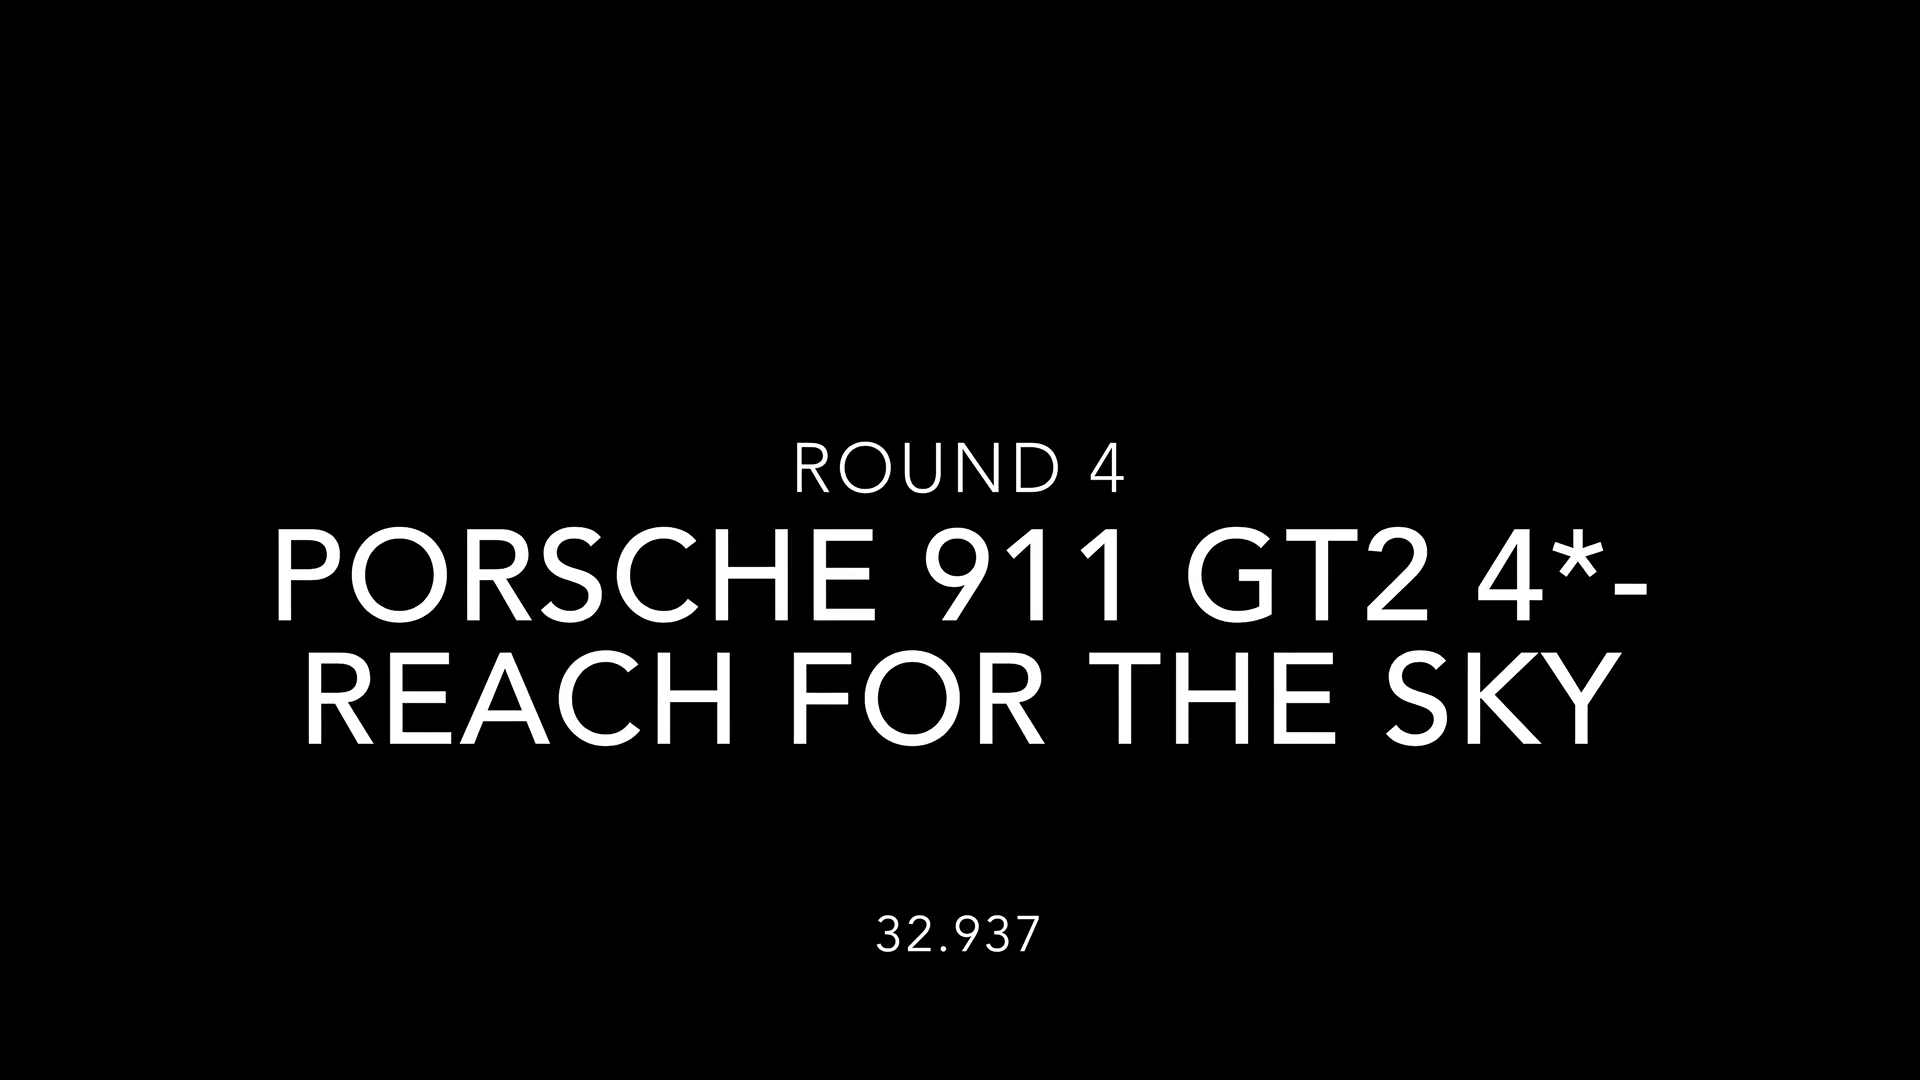 ROUND 4
PORSCHE 911 GT2 4*-
REACH FOR THE SKY
32.937